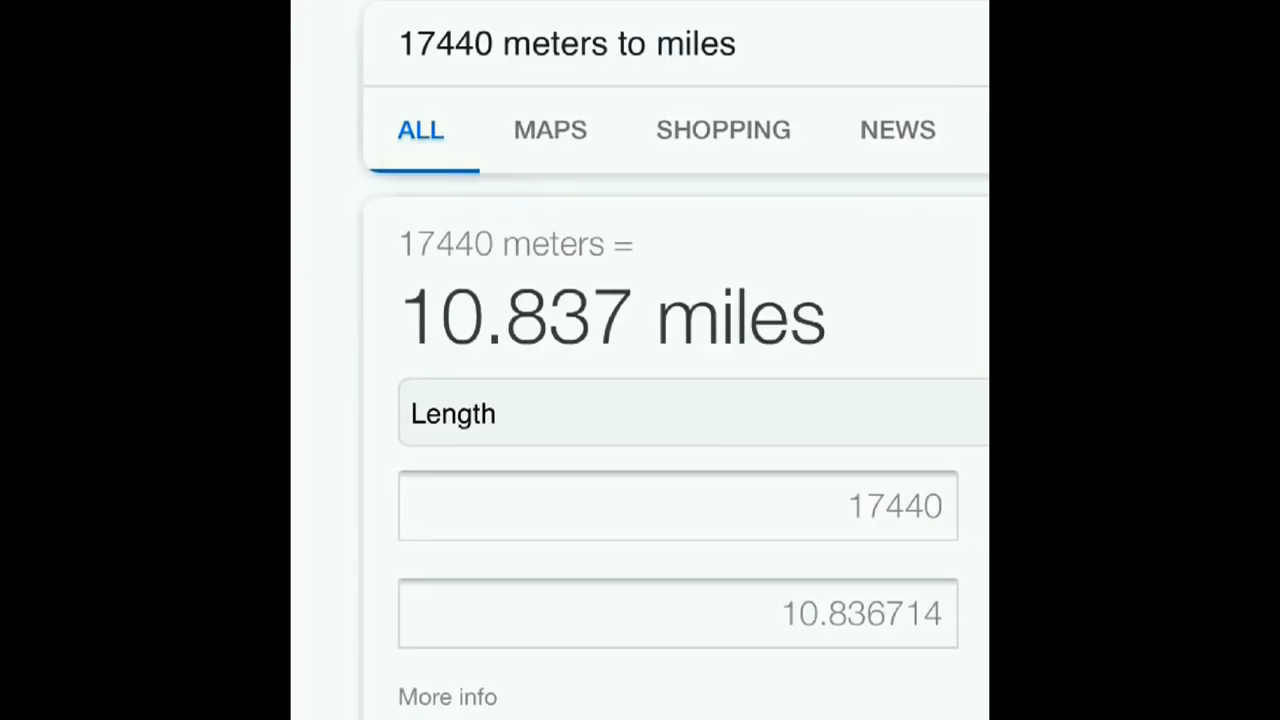 17440 meters to miles
ALL MAPS SHOPPING NEWS
17440 meters =
10.837 miles
Length
17440
10.836714
More info